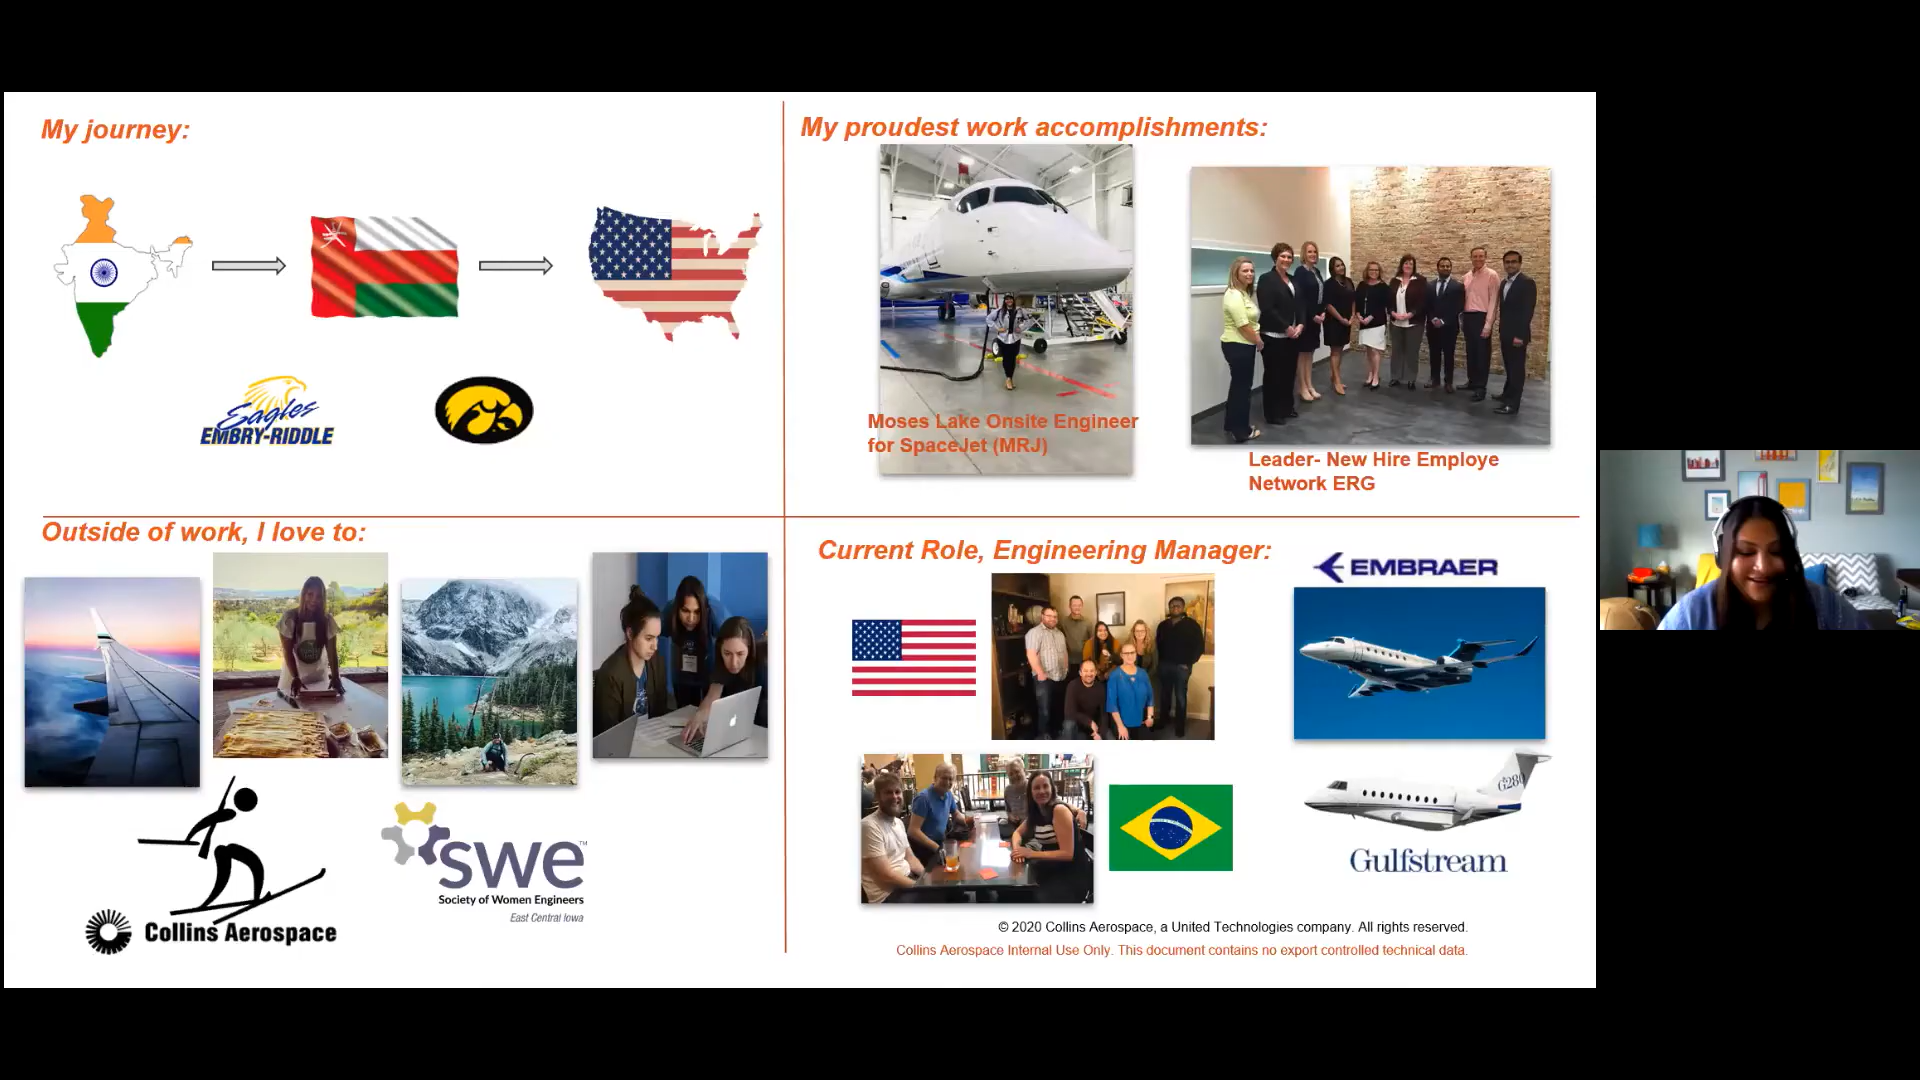 My journey:
Eagles
EMBRY-RIDDLE
My proudest work accomplishments:
Moses Lake Onsite Engineer
for SpaceJet (MRJ)
Leader- New Hire Employe
Network ERG
Outside of work, I love to:
Collins Aerospace
swe™
Society of Women Engineers
East Central Iowa
Current Role, Engineering Manager:
EMBRAER
G280
Gulfstream
© 2020 Collins Aerospace, a United Technologies company. All rights reserved.
Collins Aerospace Internal Use Only. This document contains no export controlled technical data.